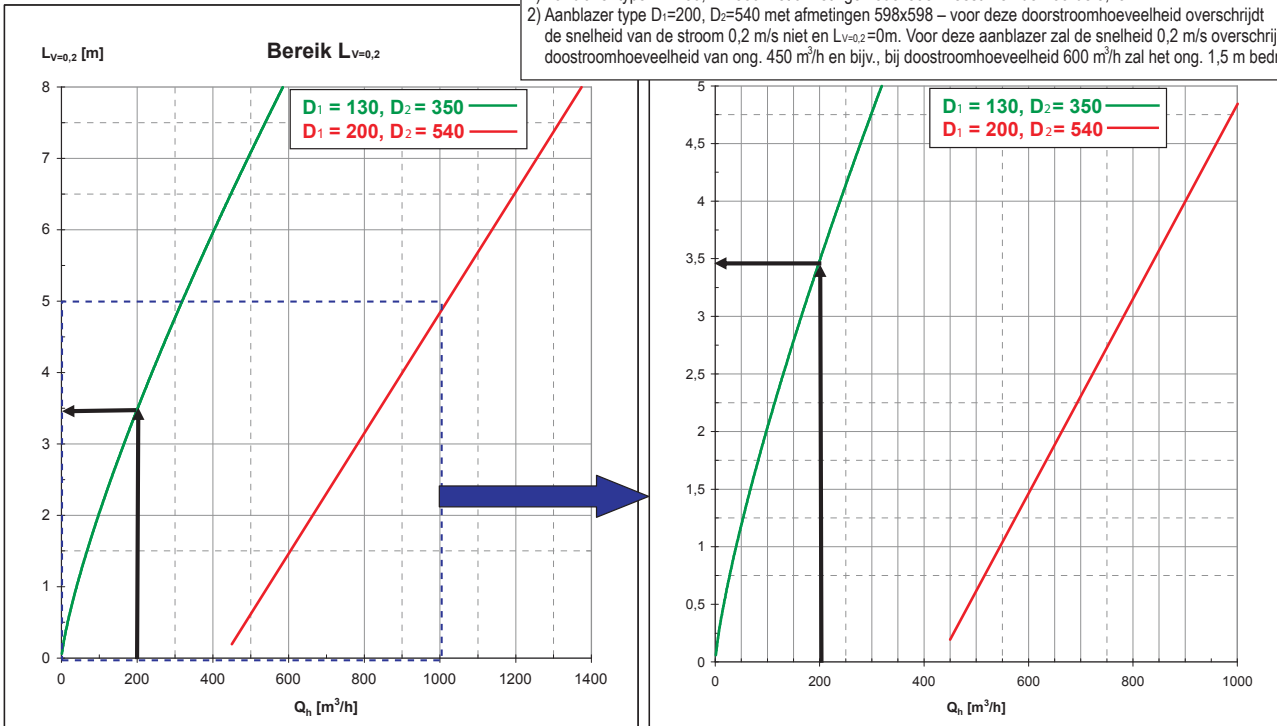 2) Aanblazer type D1=200, D2=540 met afmetingen 598x598 – voor deze doorstroomhoeveelheid overschrijdt
de snelheid van de stroom 0,2 m/s niet en LV=0,2=0m. Voor deze aanblazer zal de snelheid 0,2 m/s
doostroomhoeveelheid van ong. 450 m³/h en bijv., bij doostroomhoeveelheid 600 m³/h zal het ong. 1,5 m
LV=0,2 [m]
Bereik LV=0,2
D1 = 130, D2 = 350
D1 = 200, D2 = 540
8
7
6
5
4
3
2
1
0
0 200 400 600 800 1000 1200 1400
Qh [m³/h]
D1 = 130, D2 = 350
D1 = 200, D2 = 540
5
4,5
4
3,5
3
2,5
2
1,5
1
0,5
0
0 200 400 600 800 1000
Qh [m³/h]